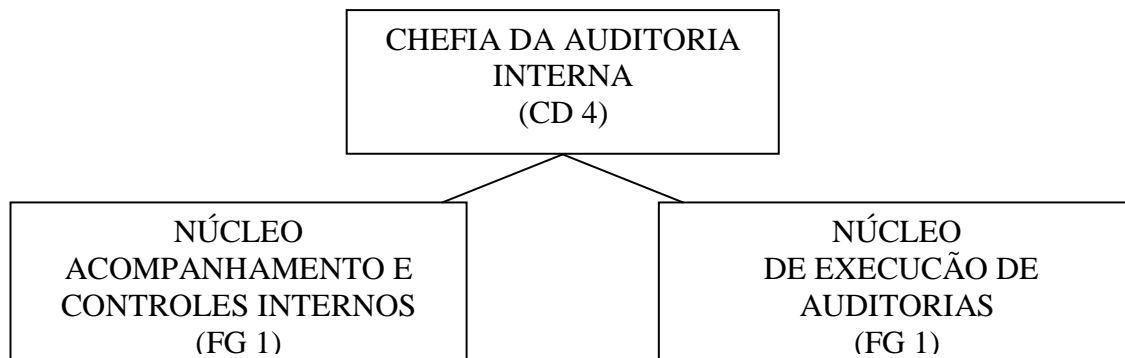 CHEFIA DA AUDITORIA
INTERNA
(CD 4)
NÚCLEO
ACOMPANHAMENTO E
CONTROLES INTERNOS
(FG 1)
NÚCLEO
DE EXECUCÃO DE
AUDITORIAS
(FG 1)